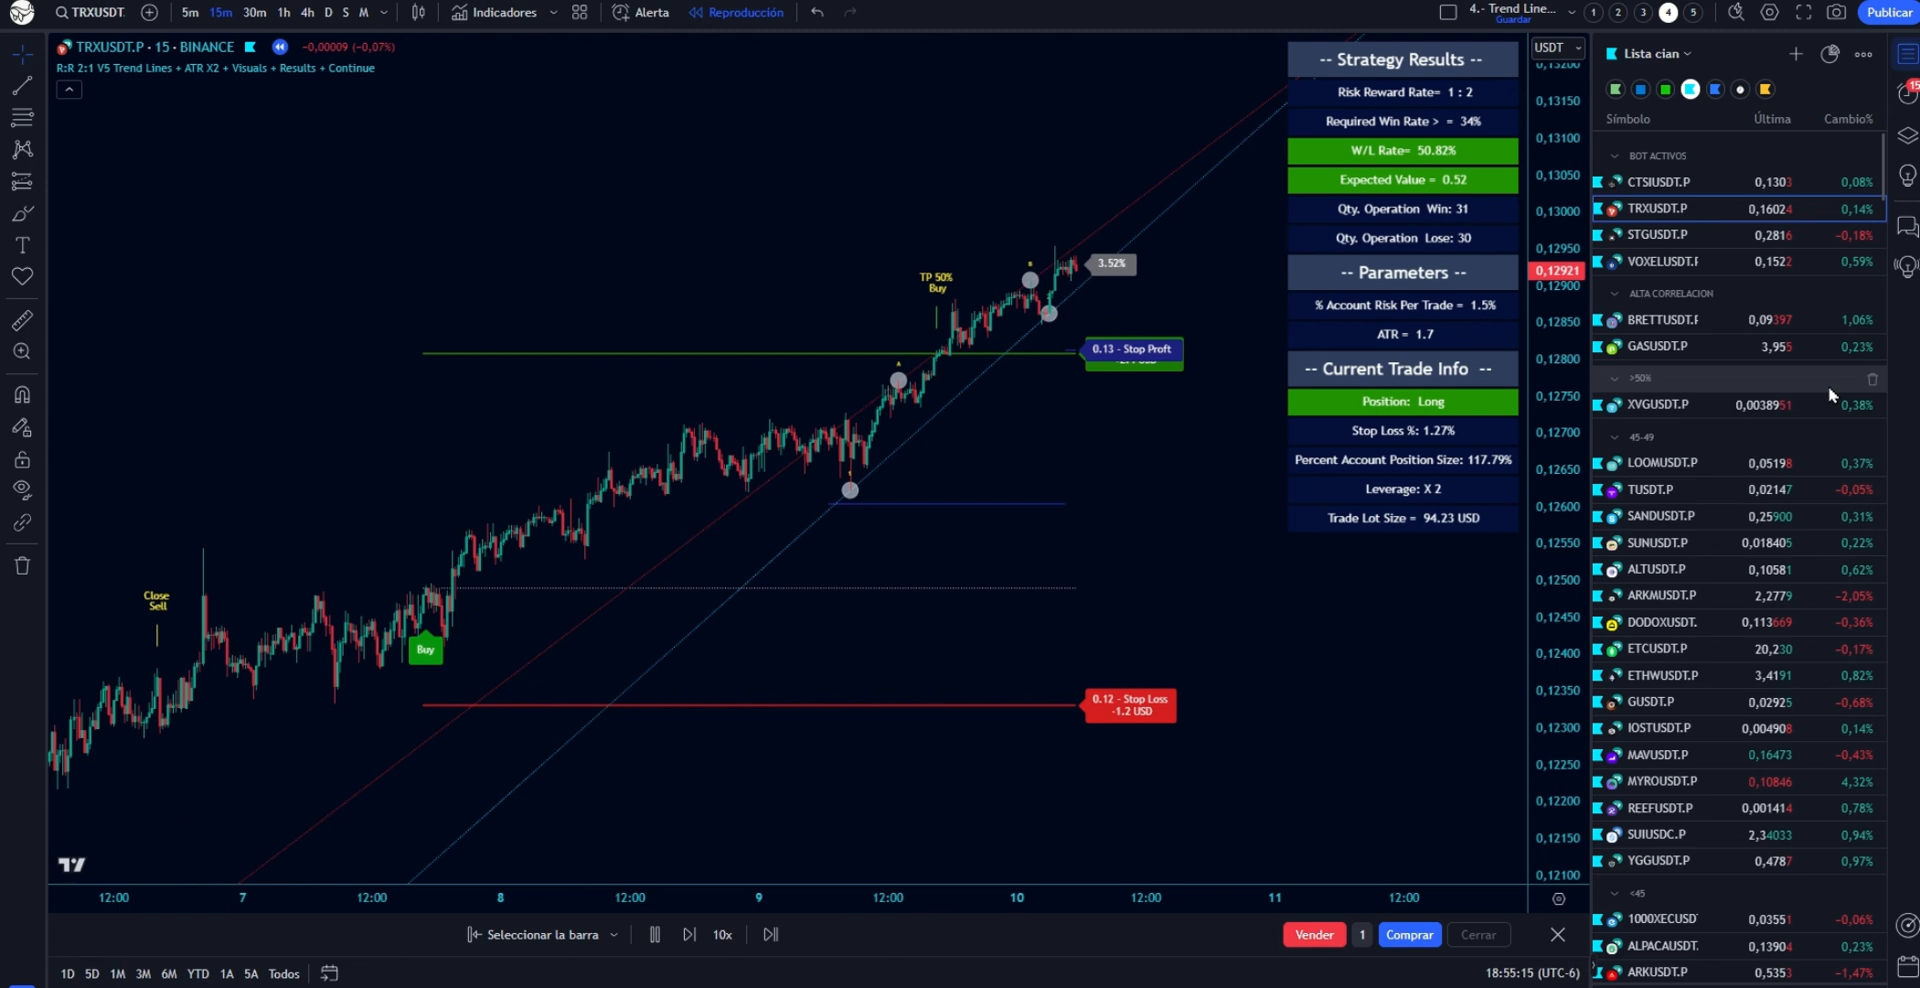 TRXUSDT.
5m 15m 30m 1h 4h D S M
Indicadores
Alerta
Reproducción
4.- Trend Line...
Guardar
1 2 3 4 5
Publicar
TRXUSDT.P · 15 · BINANCE −0,00009 (−0,07%)
R:R 2:1 V5 Trend Lines + ATR X2 + Visuals + Results + Continue
-- Strategy Results --
Risk Reward Rate= 1 : 2
Required Win Rate > = 34%
W/L Rate= 50.82%
Expected Value = 0.52
Qty. Operation Win: 31
Qty. Operation Lose: 30
-- Parameters --
% Account Risk Per Trade = 1.5%
ATR = 1.7
-- Current Trade Info --
Position: Long
Stop Loss %: 1.27%
Percent Account Position Size: 117.79%
Leverage: X 2
Trade Lot Size = 94.23 USD
Close
Sell
Buy
TP 50%
Buy
3.52%
0.13 - Stop Proft
0.12 - Stop Loss
-1.2 USD
USDT
0,13200
0,13150
0,13100
0,13050
0,13000
0,12950
0,12921
0,12900
0,12850
0,12800
0,12750
0,12700
0,12650
0,12600
0,12550
0,12500
0,12450
0,12400
0,12350
0,12300
0,12250
0,12200
0,12150
0,12100
12:00 7 12:00 8 12:00 9 12:00 10 12:00 11 12:00
Seleccionar la barra
10x
Vender 1 Comprar Cerrar
1D 5D 1M 3M 6M YTD 1A 5A Todos
18:55:15 (UTC-6)
Lista cian
Símbolo Última Cambio%
BOT ACTIVOS
CTSIUSDT.P 0,1303 0,08%
TRXUSDT.P 0,16024 0,14%
STGUSDT.P 0,2816 −0,18%
VOXELUSDT.F 0,1522 0,59%
ALTA CORRELACION
BRETTUSDT.F 0,09397 1,06%
GASUSDT.P 3,955 0,23%
>50%
XVGUSDT.P 0,0038951 0,38%
45-49
LOOMUSDT.P 0,05198 0,37%
TUSDT.P 0,02147 −0,05%
SANDUSDT.P 0,25900 0,31%
SUNUSDT.P 0,018405 0,22%
ALTUSDT.P 0,10581 0,62%
ARKMUSDT.P 2,2779 −2,05%
DODOXUSDT. 0,113669 −0,36%
ETCUSDT.P 20,230 −0,17%
ETHWUSDT.P 3,4191 0,82%
GUSDT.P 0,02925 −0,68%
IOSTUSDT.P 0,004908 0,14%
MAVUSDT.P 0,16473 −0,43%
MYROUSDT.P 0,10846 4,32%
REEFUSDT.P 0,001414 0,78%
SUIUSDC.P 2,34033 0,94%
YGGUSDT.P 0,4787 0,97%
<45
1000XECUSD 0,03551 −0,06%
ALPACAUSDT. 0,13904 0,23%
ARKUSDT.P 0,5353 −1,47%
15